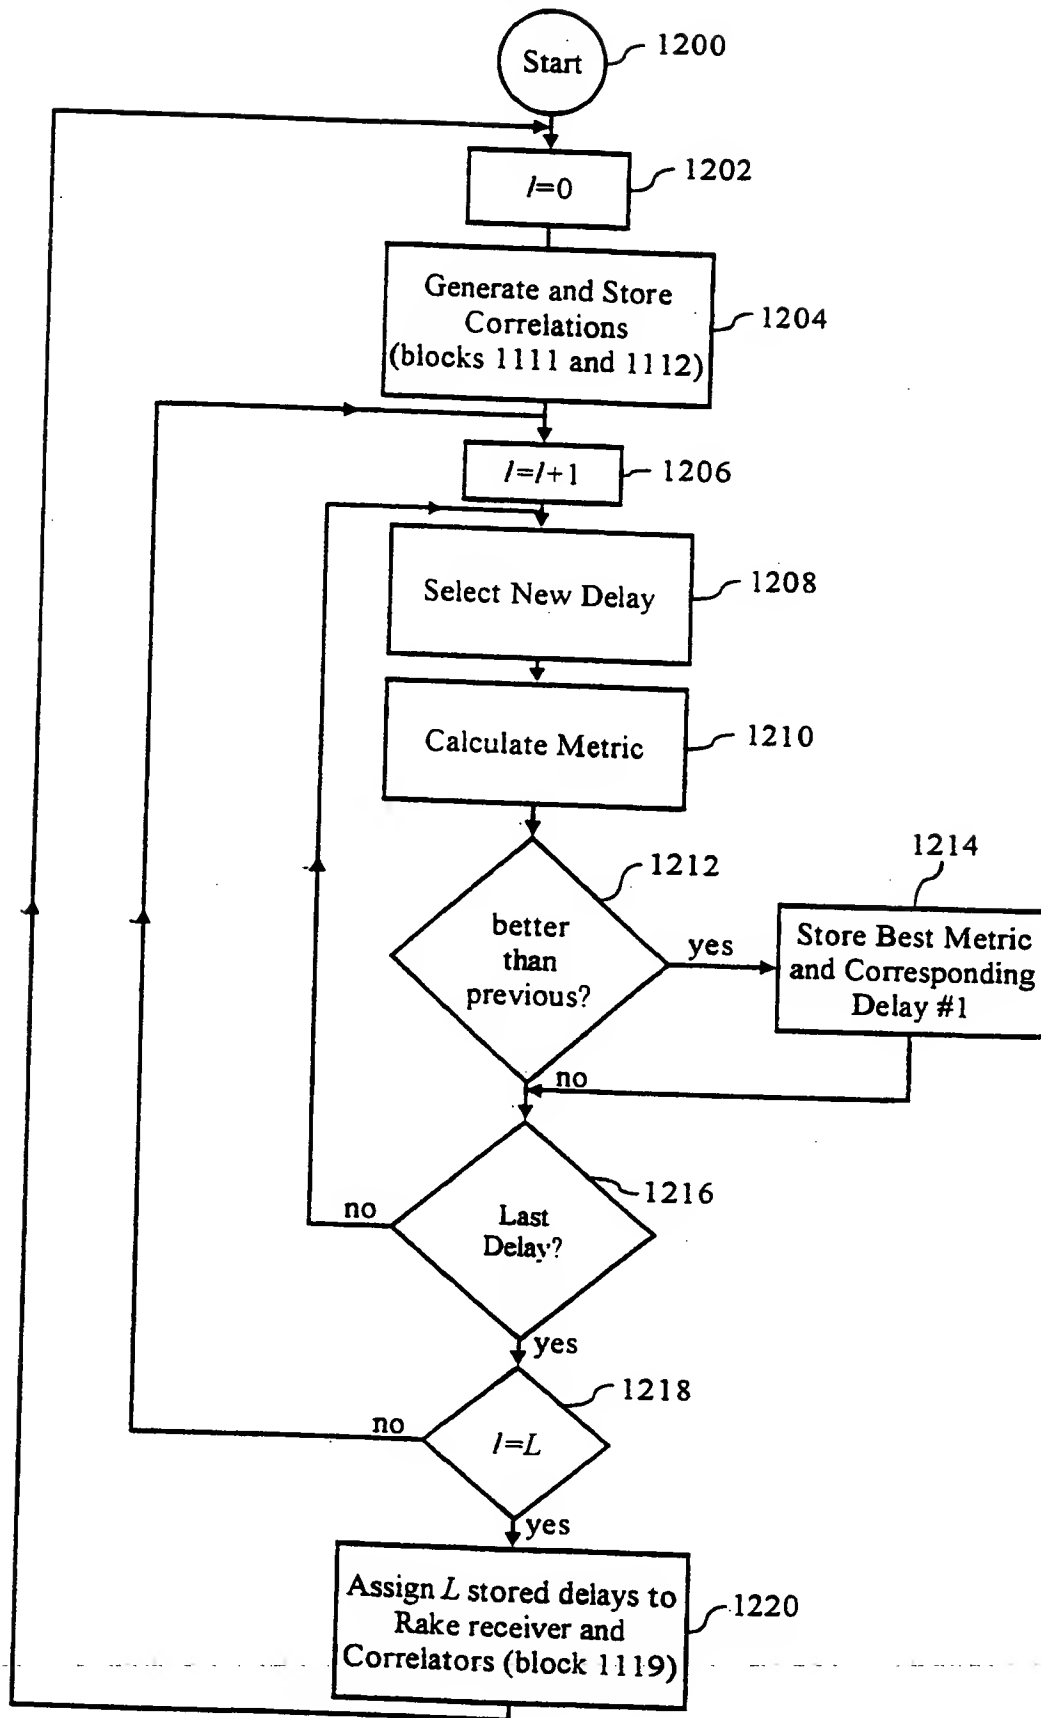 Start
1200
l=0
1202
Generate and Store
Correlations
(blocks 1111 and 1112)
1204
l=l+1
1206
Select New Delay
1208
Calculate Metric
1210
better
than
previous?
1212
yes
1214
Store Best Metric
and Corresponding
Delay #1
no
Last
Delay?
1216
no
yes
l=L
1218
no
yes
Assign L stored delays to
Rake receiver and
Correlators (block 1119)
1220